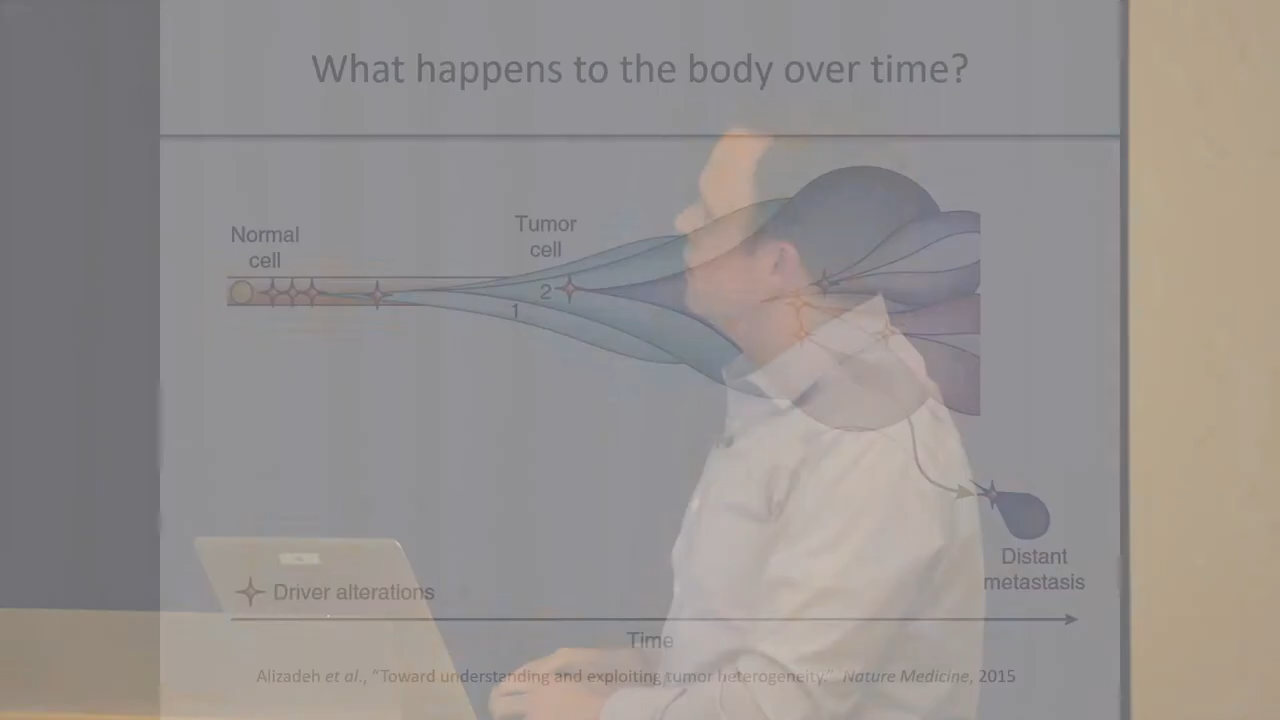 What happens to the body over time?
Normal
cell
Tumor
cell
2
1
Driver alterations
Distant
metastasis
Time
Alizadeh et al., “Toward understanding and exploiting tumor heterogeneity.” Nature Medicine, 2015